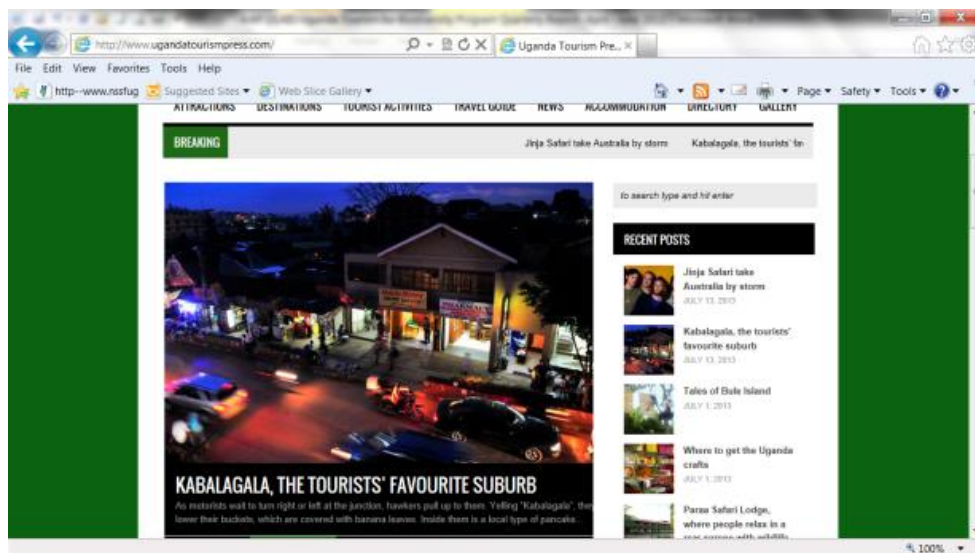 http://www.ugandatourismpress.com/
Uganda Tourism Pre...
File Edit View Favorites Tools Help
http--www.nssfug Suggested Sites Web Slice Gallery
Page Safety Tools
ATTRACTIONS DESTINATIONS TOURIST ACTIVITIES TRAVEL GUIDE NEWS ACCOMMODATION DIRECTORY GALLERY
BREAKING
Jinja Safari take Australia by storm Kabalagala, the tourists' fav
to search type and hit enter
RECENT POSTS
Jinja Safari take
Australia by storm
JULY 13, 2013
Kabalagala, the tourists'
favourite suburb
JULY 13, 2013
Tales of Bule Island
JULY 1, 2013
Where to get the Uganda
crafts
JULY 1, 2013
Paraa Safari Lodge,
where people relax in a
PHARMACY
KABALAGALA, THE TOURISTS' FAVOURITE SUBURB
As motorists wait to turn right or left at the junction, hawkers pull up to them. Yelling "Kabalagala", they
lower their buckets, which are covered with banana leaves. Inside them is a local type of pancake...
100%